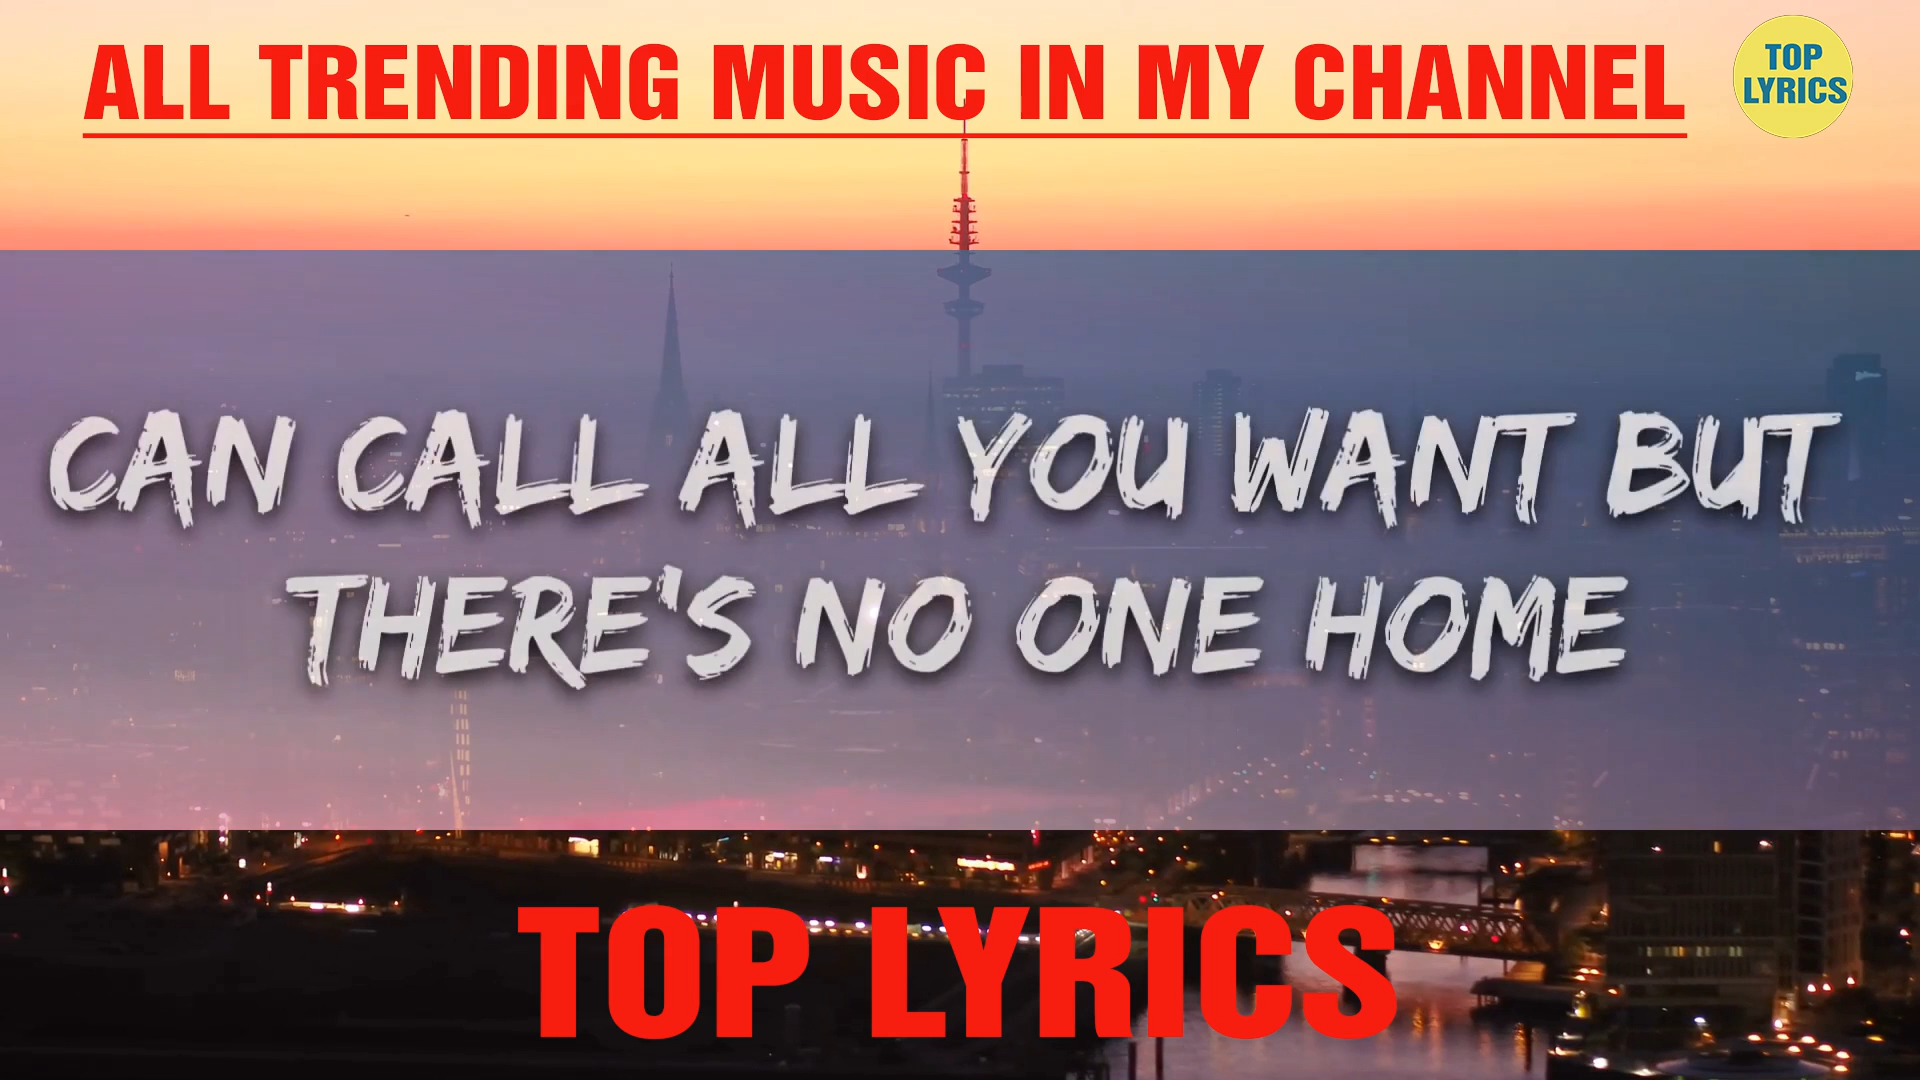 ALL TRENDING MUSIC IN MY CHANNEL
TOP
LYRICS
CAN CALL ALL YOU WANT BUT
THERE'S NO ONE HOME
TOP LYRICS